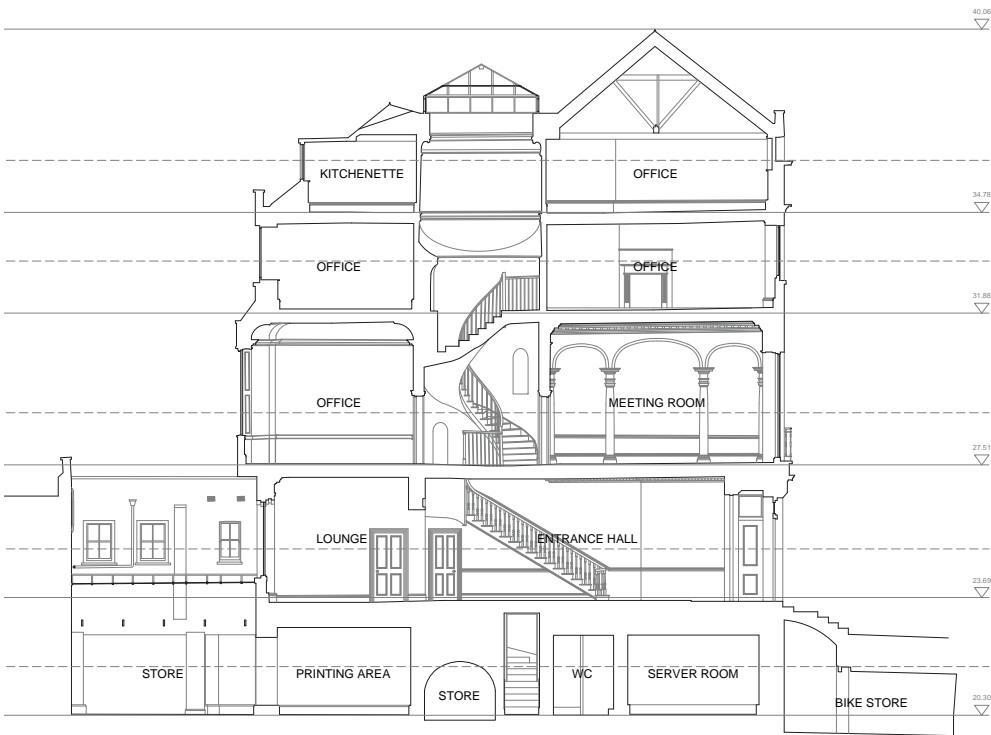 40.06
KITCHENETTE
OFFICE
34.78
OFFICE
OFFICE
31.88
OFFICE
MEETING ROOM
27.51
LOUNGE
ENTRANCE HALL
23.69
STORE
PRINTING AREA
STORE
WC
SERVER ROOM
20.30
BIKE STORE